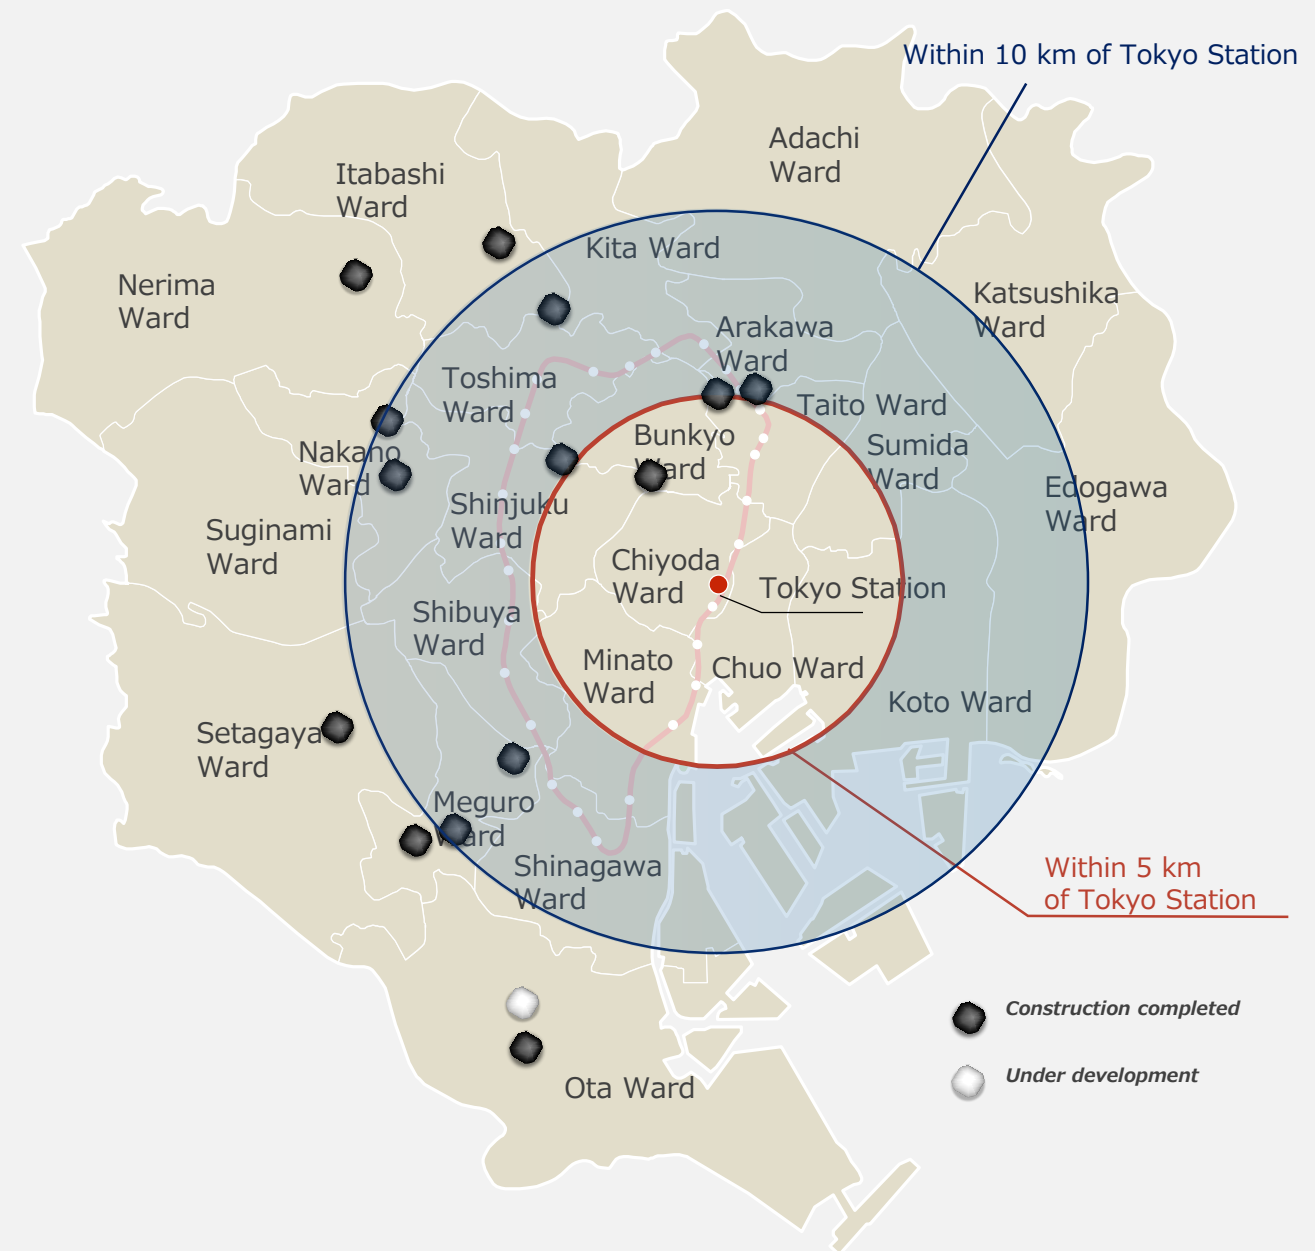 Within 10 km of Tokyo Station
Adachi
Ward
Itabashi
Ward
Kita Ward
Nerima
Ward
Katsushika
Ward
Arakawa
Ward
Toshima
Ward
Taito Ward
Bunkyo
Ward
Sumida
Ward
Nakano
Ward
Edogawa
Ward
Shinjuku
Ward
Suginami
Ward
Chiyoda
Ward
Tokyo Station
Shibuya
Ward
Minato
Ward
Chuo Ward
Koto Ward
Setagaya
Ward
Meguro
Ward
Shinagawa
Ward
Within 5 km
of Tokyo Station
Construction completed
Under development
Ota Ward